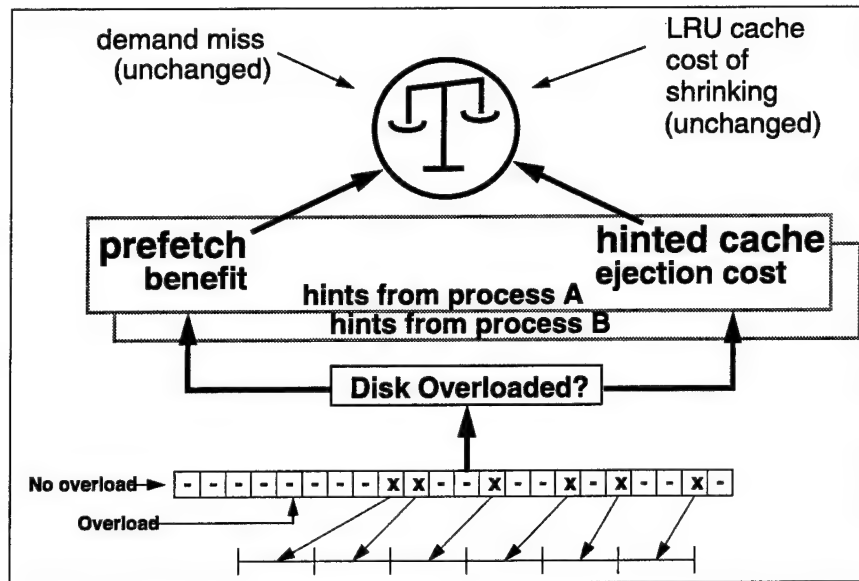 demand miss
(unchanged)
LRU cache
cost of
shrinking
(unchanged)
prefetch
benefit
hinted cache
ejection cost
hints from process A
hints from process B
Disk Overloaded?
No overload
- - - - - - - - x x - - x - - x - x - - x -
Overload